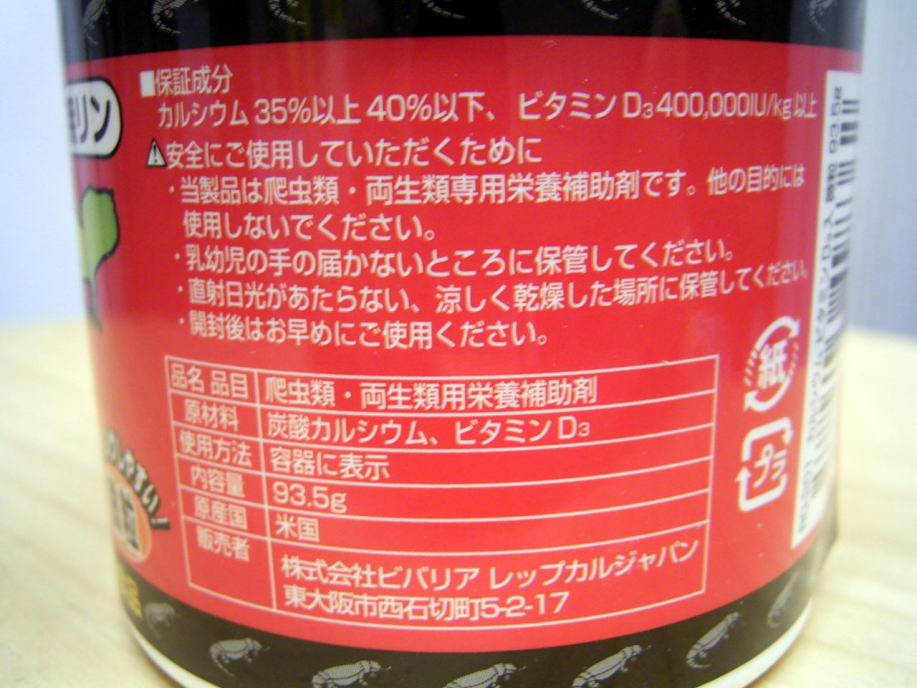 リン
■保証成分
カルシウム 35%以上 40%以下、 ビタミンD₃400,000IU/kg以上
安全にご使用していただくために
・当製品は爬虫類・両生類専用栄養補助剤です。他の目的には
使用しないでください。
・乳幼児の手の届かないところに保管してください。
・直射日光があたらない、涼しく乾燥した場所に保管してください。
・開封後はお早めにご使用ください。
品名 品目 爬虫類・両生類用栄養補助剤
原材料 炭酸カルシウム、ビタミンD₃
使用方法 容器に表示
内容量 93.5g
原産国 米国
販売者 株式会社ビバリア レップカルジャパン
東大阪市西石切町5-2-17
紙
プラ